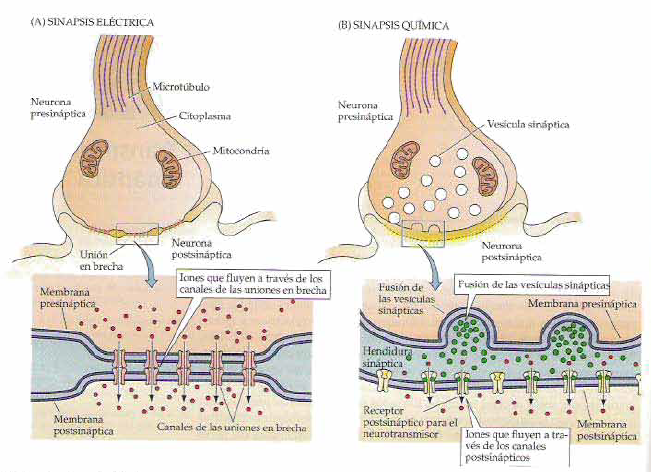 (A) SINAPSIS ELÉCTRICA
Microtúbulo
Neurona
presináptica
Citoplasma
Mitocondria
Unión
en brecha
Neurona
postsináptica
Iones que fluyen a través de los
canales de las uniones en brecha
Membrana
presináptica
Membrana
postsináptica
Canales de las uniones en brecha
(B) SINAPSIS QUÍMICA
Neurona
presináptica
Vesícula sináptica
Neurona
postsináptica
Fusión de
las vesículas
sinápticas
Fusión de las vesículas sinápticas
Membrana presináptica
Hendidura
sináptica
Receptor
postsináptico para el
neurotransmisor
Iones que fluyen a tra-
vés de los canales
postsinápticos
Membrana
postsináptica